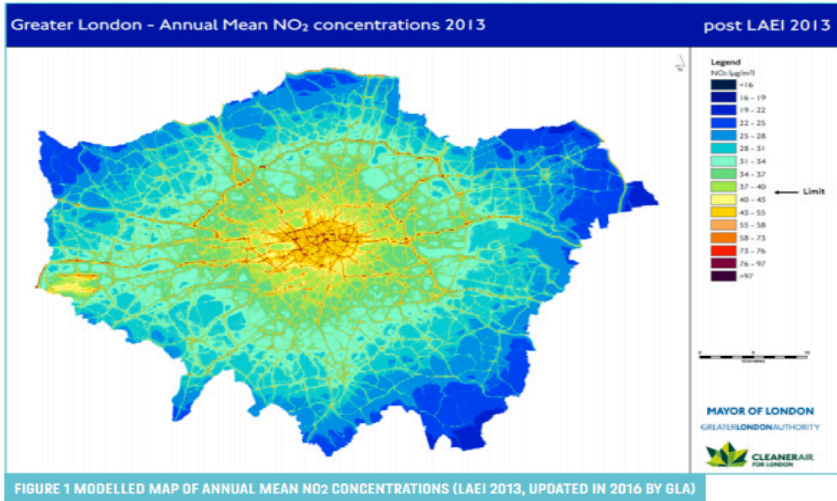 Greater London - Annual Mean NO₂ concentrations 2013
post LAEI 2013
Legend
NO₂ (µg/m³)
<16
16 - 19
19 - 22
22 - 25
25 - 28
28 - 31
31 - 34
34 - 37
37 - 40
40 - 43
43 - 55
55 - 58
58 - 73
73 - 76
76 - 97
>97
Limit
Kilometres
MAYOR OF LONDON
GREATERLONDONAUTHORITY
CLEANERAIR
FOR LONDON
FIGURE 1 MODELLED MAP OF ANNUAL MEAN NO2 CONCENTRATIONS (LAEI 2013, UPDATED IN 2016 BY GLA)